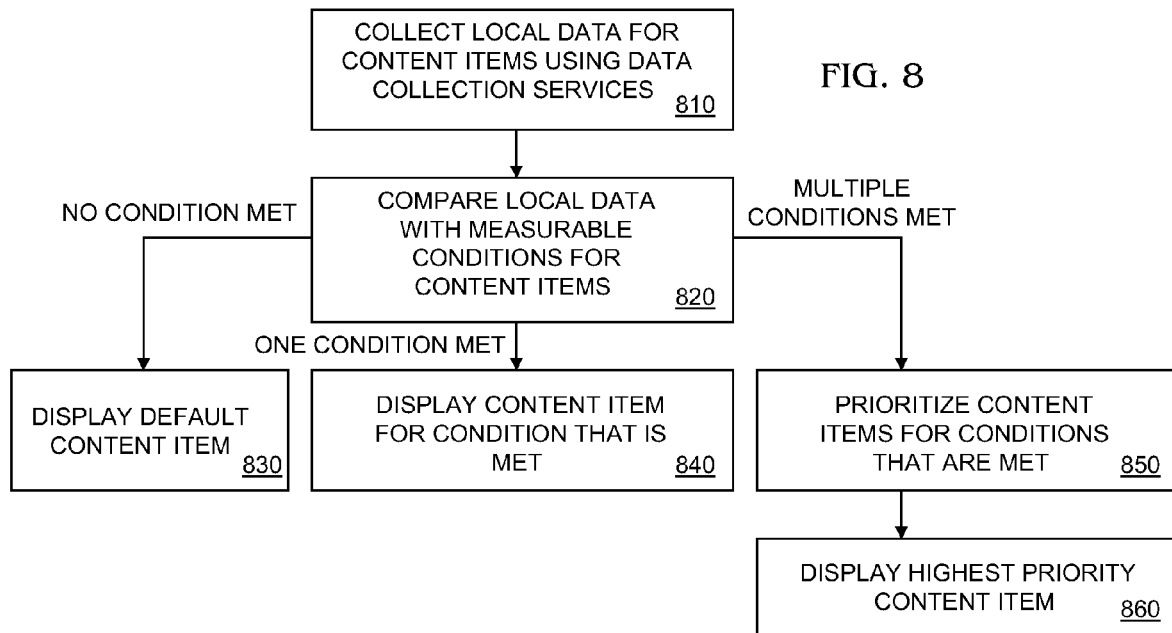 COLLECT LOCAL DATA FOR
CONTENT ITEMS USING DATA
COLLECTION SERVICES
810
FIG. 8
COMPARE LOCAL DATA
WITH MEASURABLE
CONDITIONS FOR
CONTENT ITEMS
820
NO CONDITION MET
MULTIPLE
CONDITIONS MET
ONE CONDITION MET
DISPLAY DEFAULT
CONTENT ITEM
830
DISPLAY CONTENT ITEM
FOR CONDITION THAT IS
MET
840
PRIORITIZE CONTENT
ITEMS FOR CONDITIONS
THAT ARE MET
850
DISPLAY HIGHEST PRIORITY
CONTENT ITEM
860